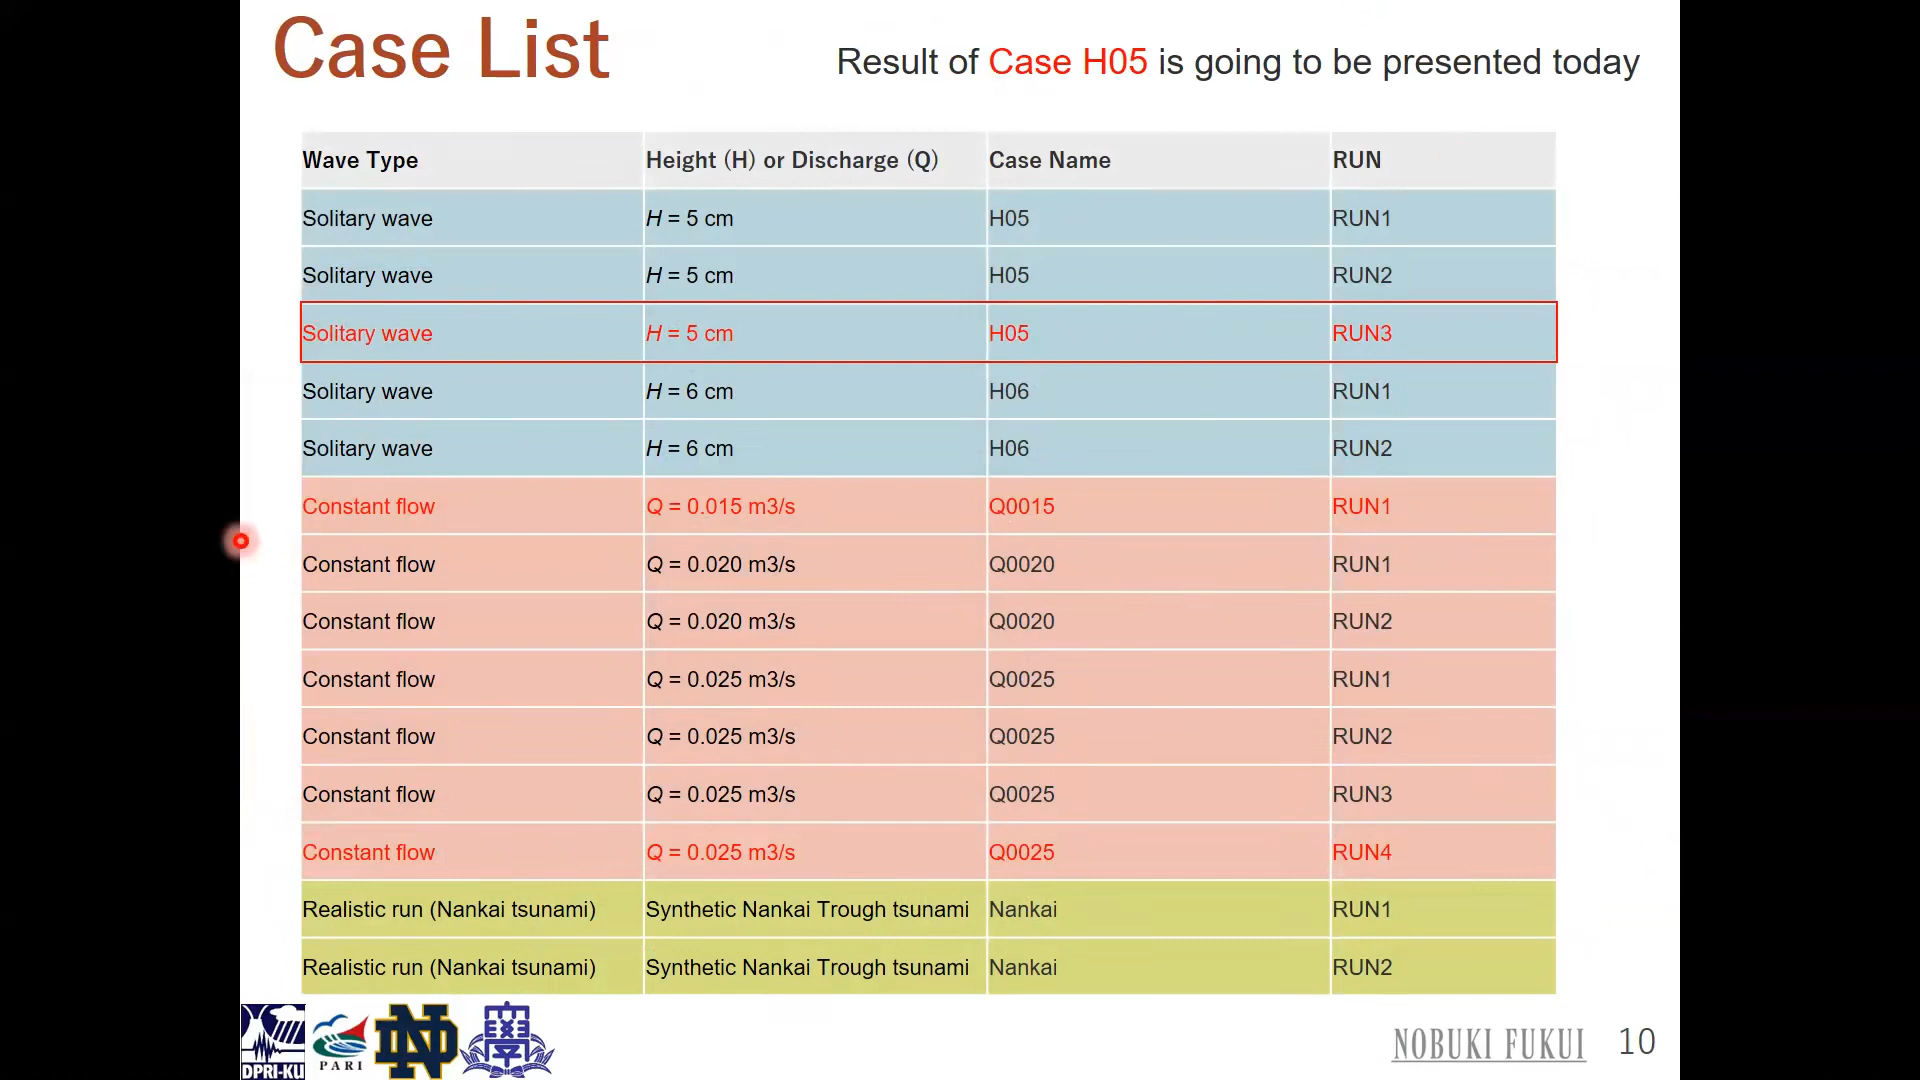 Case List
Result of Case H05 is going to be presented today
Wave Type Height (H) or Discharge (Q) Case Name RUN
Solitary wave H = 5 cm H05 RUN1
Solitary wave H = 5 cm H05 RUN2
Solitary wave H = 5 cm H05 RUN3
Solitary wave H = 6 cm H06 RUN1
Solitary wave H = 6 cm H06 RUN2
Constant flow Q = 0.015 m3/s Q0015 RUN1
Constant flow Q = 0.020 m3/s Q0020 RUN1
Constant flow Q = 0.020 m3/s Q0020 RUN2
Constant flow Q = 0.025 m3/s Q0025 RUN1
Constant flow Q = 0.025 m3/s Q0025 RUN2
Constant flow Q = 0.025 m3/s Q0025 RUN3
Constant flow Q = 0.025 m3/s Q0025 RUN4
Realistic run (Nankai tsunami) Synthetic Nankai Trough tsunami Nankai RUN1
Realistic run (Nankai tsunami) Synthetic Nankai Trough tsunami Nankai RUN2
DPRI-KU PARI ND
NOBUKI FUKUI 10